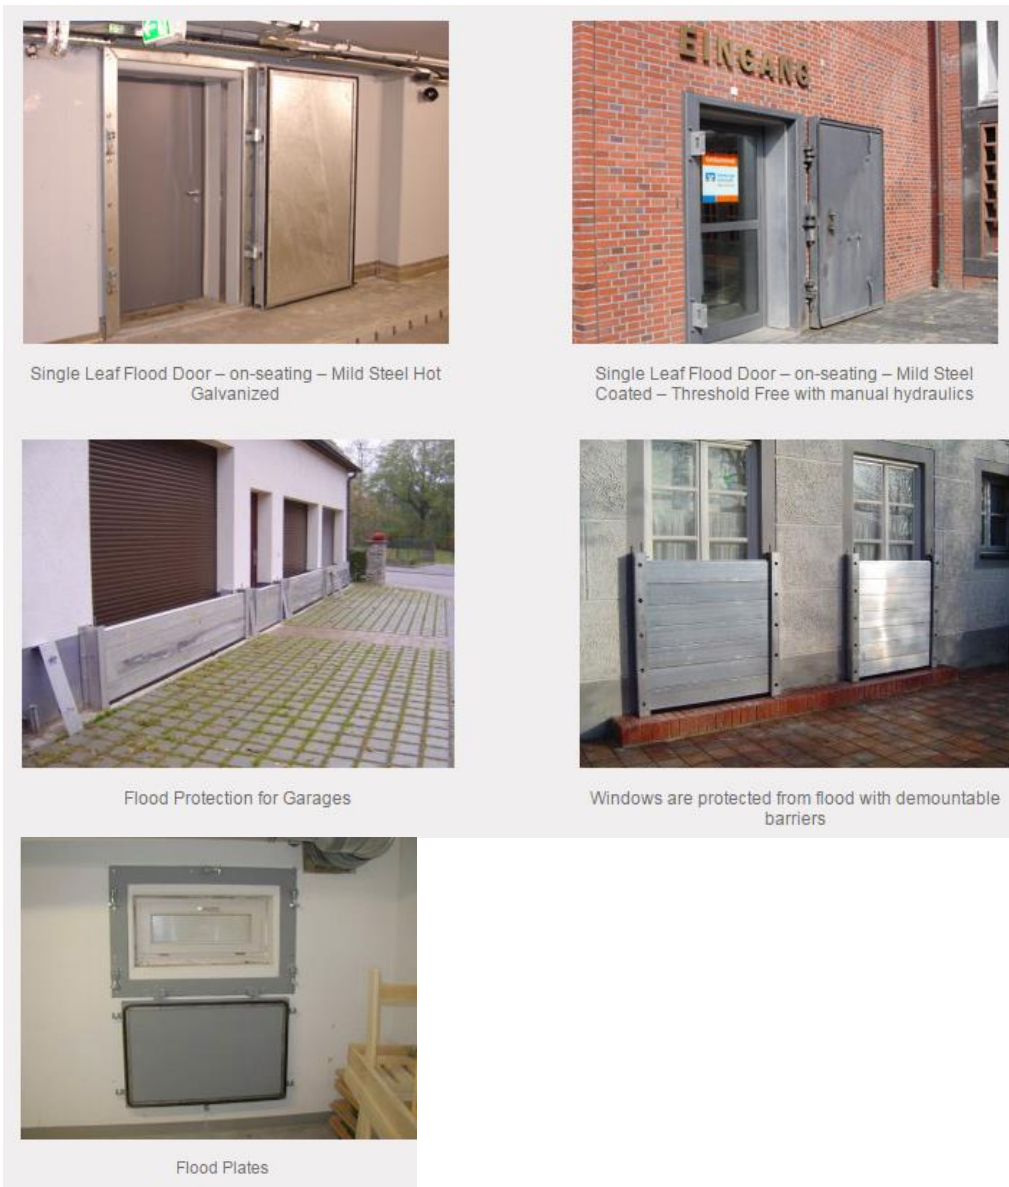 EINGANG
Single Leaf Flood Door – on-seating – Mild Steel Hot
Galvanized
Single Leaf Flood Door – on-seating – Mild Steel
Coated – Threshold Free with manual hydraulics
Flood Protection for Garages
Windows are protected from flood with demountable
barriers
Flood Plates